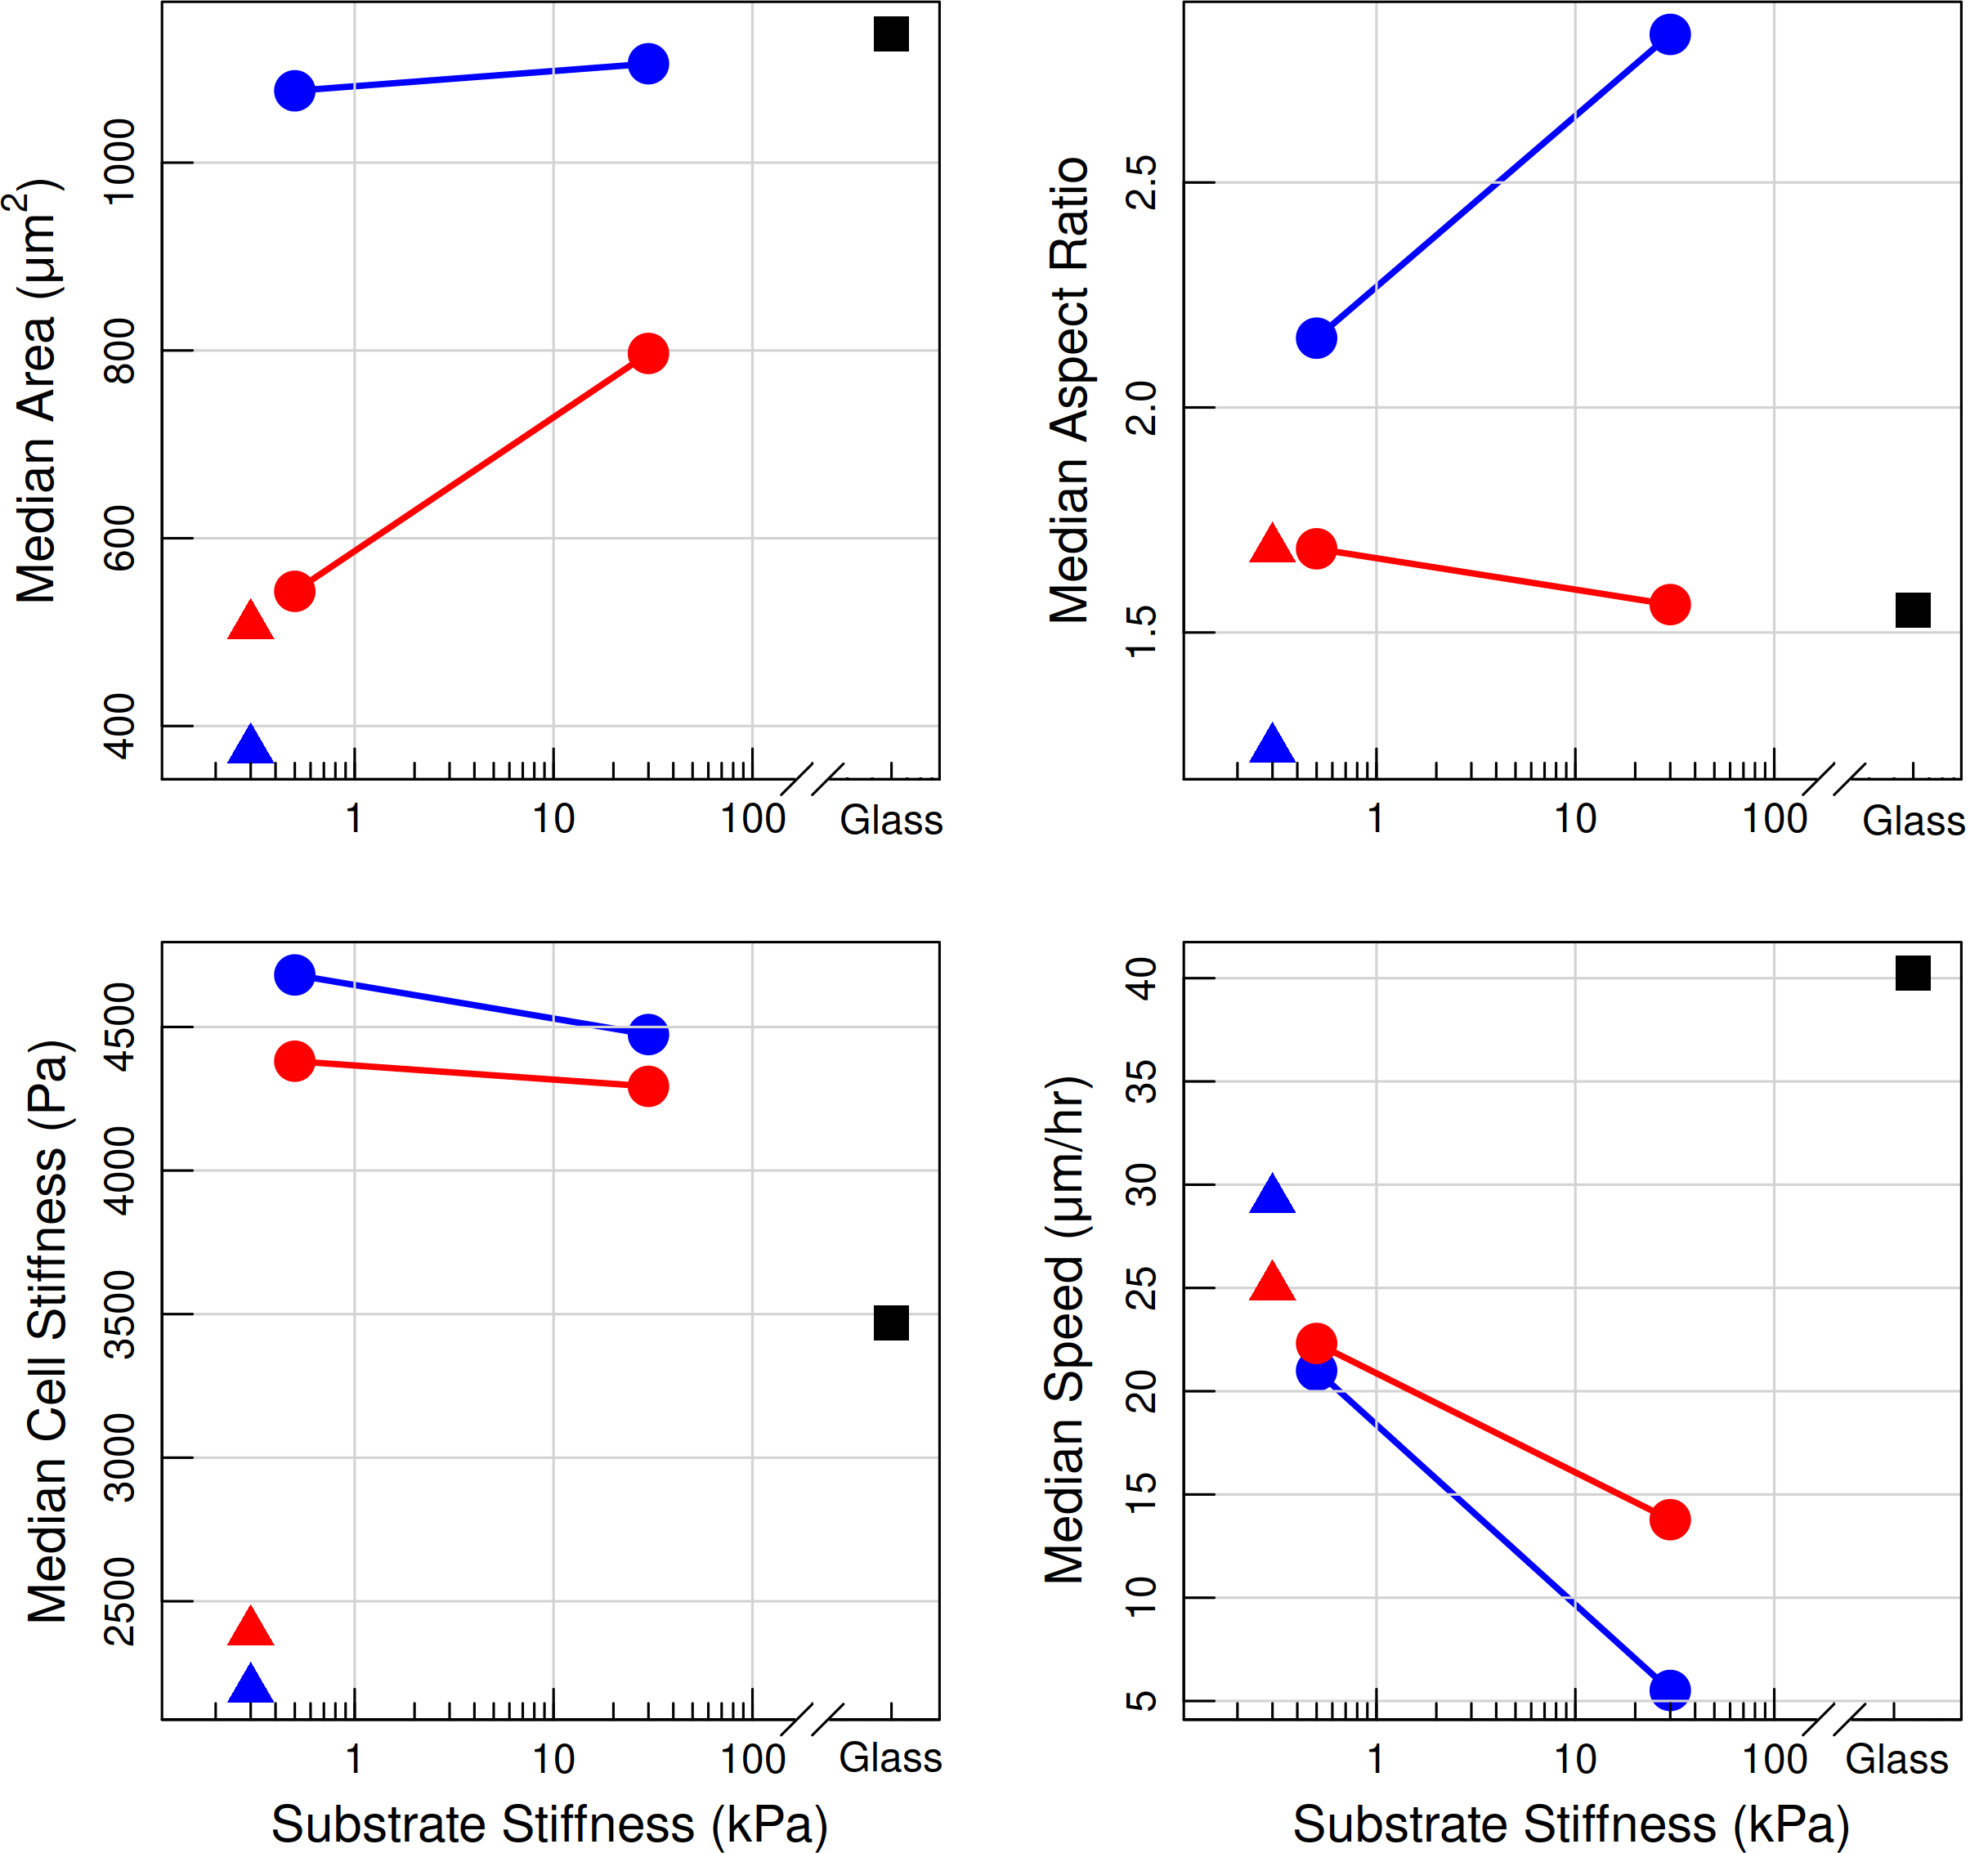 Median Area (µm²)
1000
800
600
400
1 10 100 Glass
Median Aspect Ratio
2.5
2.0
1.5
1 10 100 Glass
Median Cell Stiffness (Pa)
4500
4000
3500
3000
2500
1 10 100 Glass
Substrate Stiffness (kPa)
Median Speed (µm/hr)
40
35
30
25
20
15
10
5
1 10 100 Glass
Substrate Stiffness (kPa)